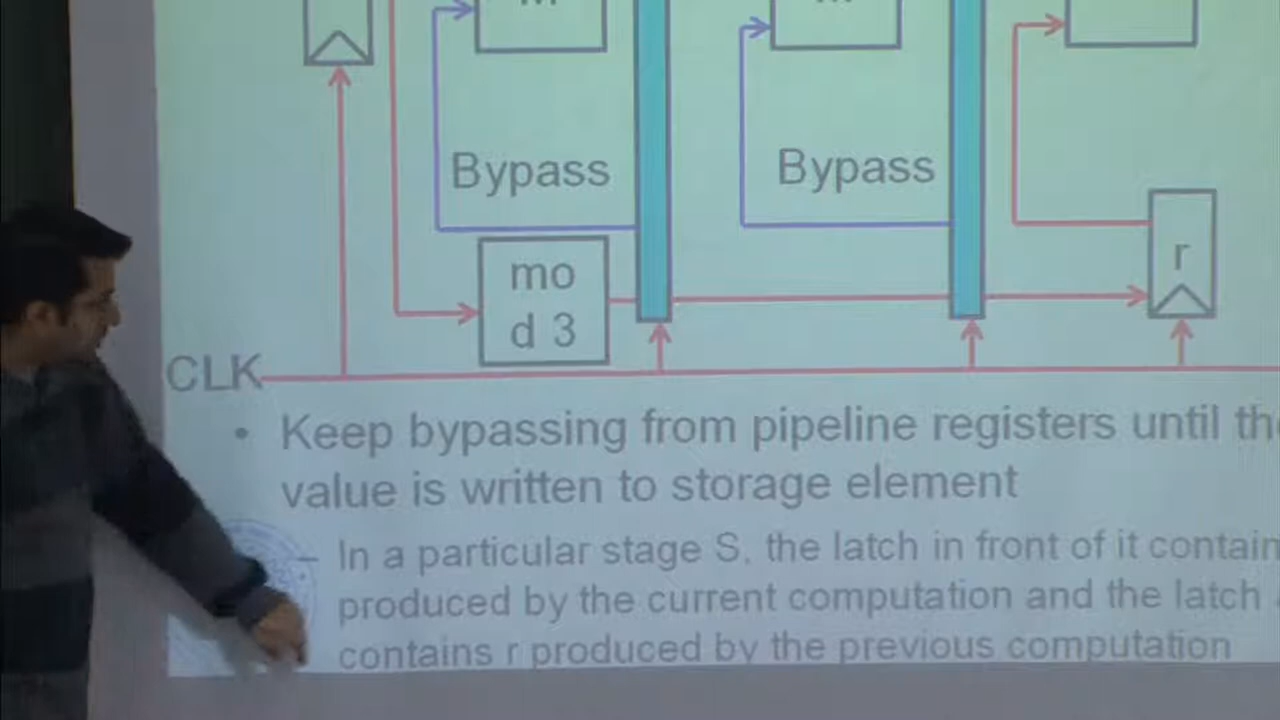 Bypass
Bypass
mo
d 3
r
CLK
• Keep bypassing from pipeline registers until
value is written to storage element
– In a particular stage S, the latch in front of it contain
produced by the current computation and the latch
contains r produced by the previous computation